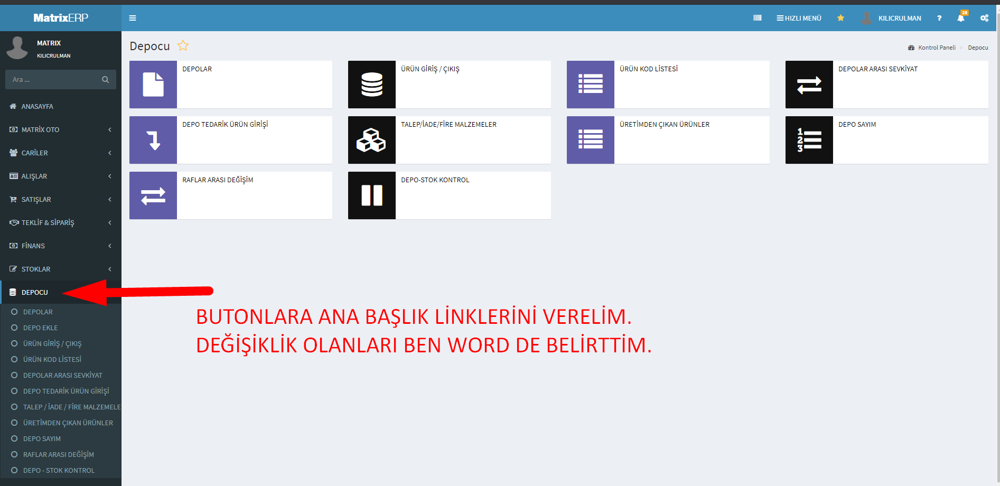 MatrixERP
HIZLI MENÜ
KILICRULMAN
?
28
MATRIX
KILICRULMAN
Ara ...
ANASAYFA
MATRİX OTO
CARİLER
ALIŞLAR
SATIŞLAR
TEKLİF & SİPARİŞ
FİNANS
STOKLAR
DEPOCU
DEPOLAR
DEPO EKLE
ÜRÜN GİRİŞ / ÇIKIŞ
ÜRÜN KOD LİSTESİ
DEPOLAR ARASI SEVKİYAT
DEPO TEDARİK ÜRÜN GİRİŞİ
TALEP / İADE / FİRE MALZEMELE
ÜRETİMDEN ÇIKAN ÜRÜNLER
DEPO SAYIM
RAFLAR ARASI DEĞİŞİM
DEPO - STOK KONTROL
Depocu
Kontrol Paneli > Depocu
DEPOLAR
ÜRÜN GİRİŞ / ÇIKIŞ
ÜRÜN KOD LİSTESİ
DEPOLAR ARASI SEVKİYAT
DEPO TEDARİK ÜRÜN GİRİŞİ
TALEP/İADE/FİRE MALZEMELER
ÜRETİMDEN ÇIKAN ÜRÜNLER
1
2
3
DEPO SAYIM
RAFLAR ARASI DEĞİŞİM
DEPO-STOK KONTROL
BUTONLARA ANA BAŞLIK LİNKLERİNİ VERELİM.
DEĞİŞİKLİK OLANLARI BEN WORD DE BELİRTTİM.